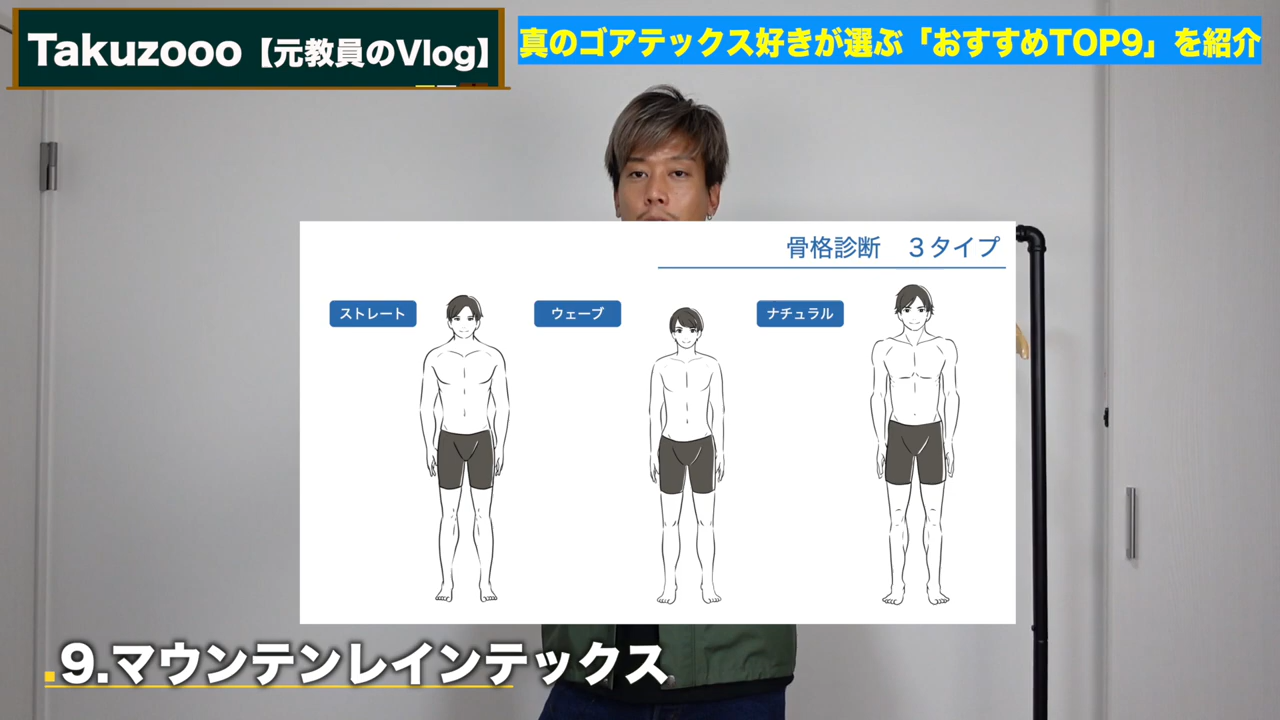 Takuzooo【元教員のVlog】
真のゴアテックス好きが選ぶ「おすすめTOP9」を紹介
骨格診断　3タイプ
ストレート
ウェーブ
ナチュラル
9.マウンテンレインテックス